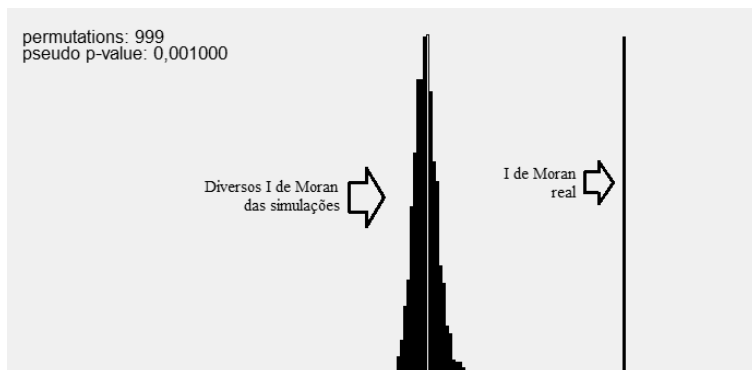 permutations: 999
pseudo p-value: 0,001000
Diversos I de Moran
das simulações
I de Moran
real